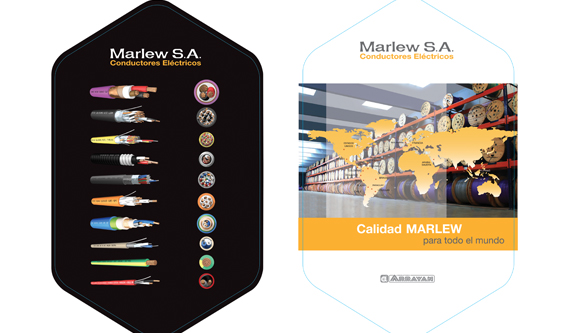 Marlew S.A.
Conductores Eléctricos
Marlew S.A.
Conductores Eléctricos
Calidad MARLEW
para todo el mundo
ARRAYAN